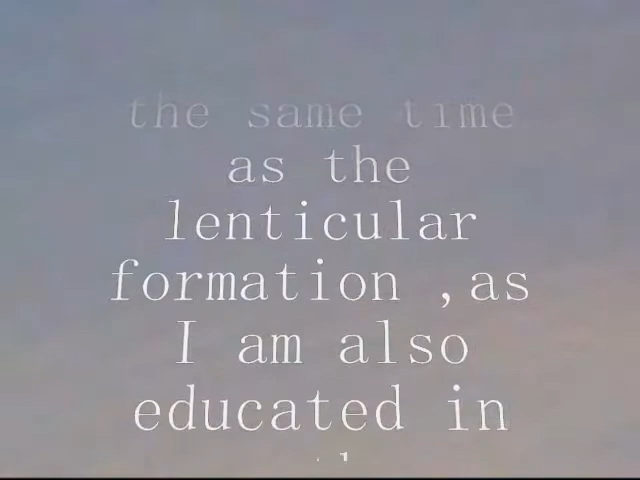 the same time
as the
lenticular
formation ,as
I am also
educated in